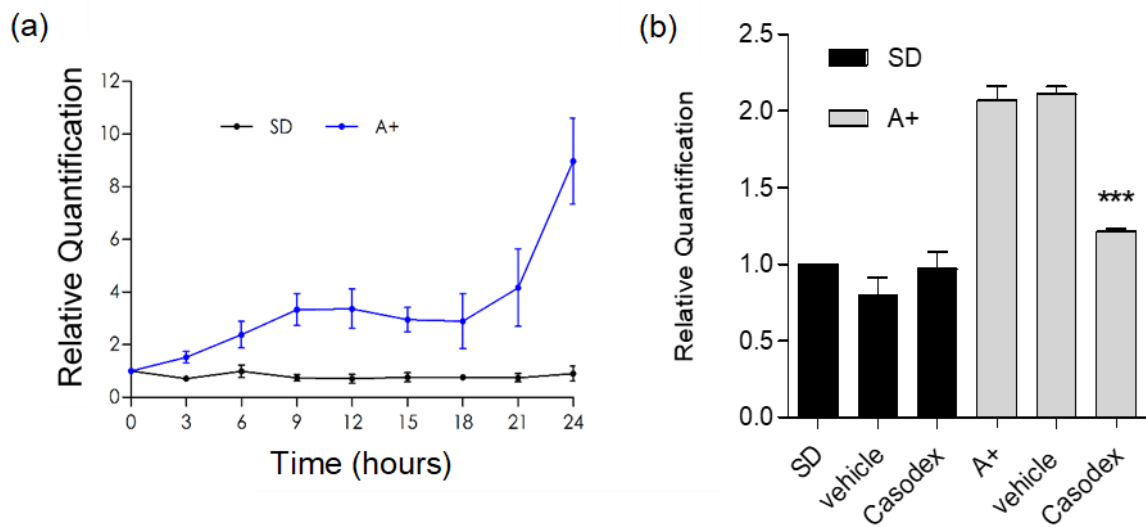 (a)
Relative Quantification
12
10
8
6
4
2
0
SD A+
0 3 6 9 12 15 18 21 24
Time (hours)
(b)
Relative Quantification
2.5
2.0
1.5
1.0
0.5
0.0
SD
A+
***
SD vehicle Casodex A+ vehicle Casodex